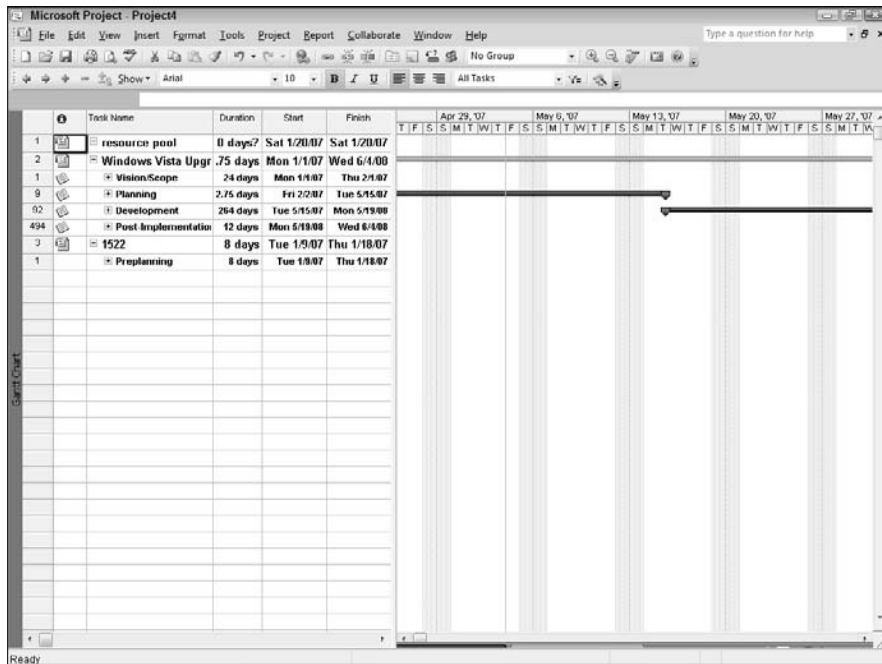 Microsoft Project - Project4
File Edit View Insert Format Tools Project Report Collaborate Window Help
Type a question for help
No Group
Show Arial 10 B I U All Tasks
Task Name Duration Start Finish
Apr 29, '07 May 6, '07 May 13, '07 May 20, '07 May 27, '07
T F S S M T W T F S S M T W T F S S M T W T F S S M T W T F S S M T W
1 resource pool 0 days? Sat 1/20/07 Sat 1/20/07
2 Windows Vista Upgr .75 days Mon 1/1/07 Wed 6/4/08
1 Vision/Scope 24 days Mon 1/1/07 Thu 2/1/07
9 Planning 2.75 days Fri 2/2/07 Tue 5/15/07
92 Development 264 days Tue 5/15/07 Mon 5/19/08
494 Post-Implementation 12 days Mon 5/19/08 Wed 6/4/08
3 1522 8 days Tue 1/9/07 Thu 1/18/07
1 Preplanning 8 days Tue 1/9/07 Thu 1/18/07
Gantt Chart
Ready